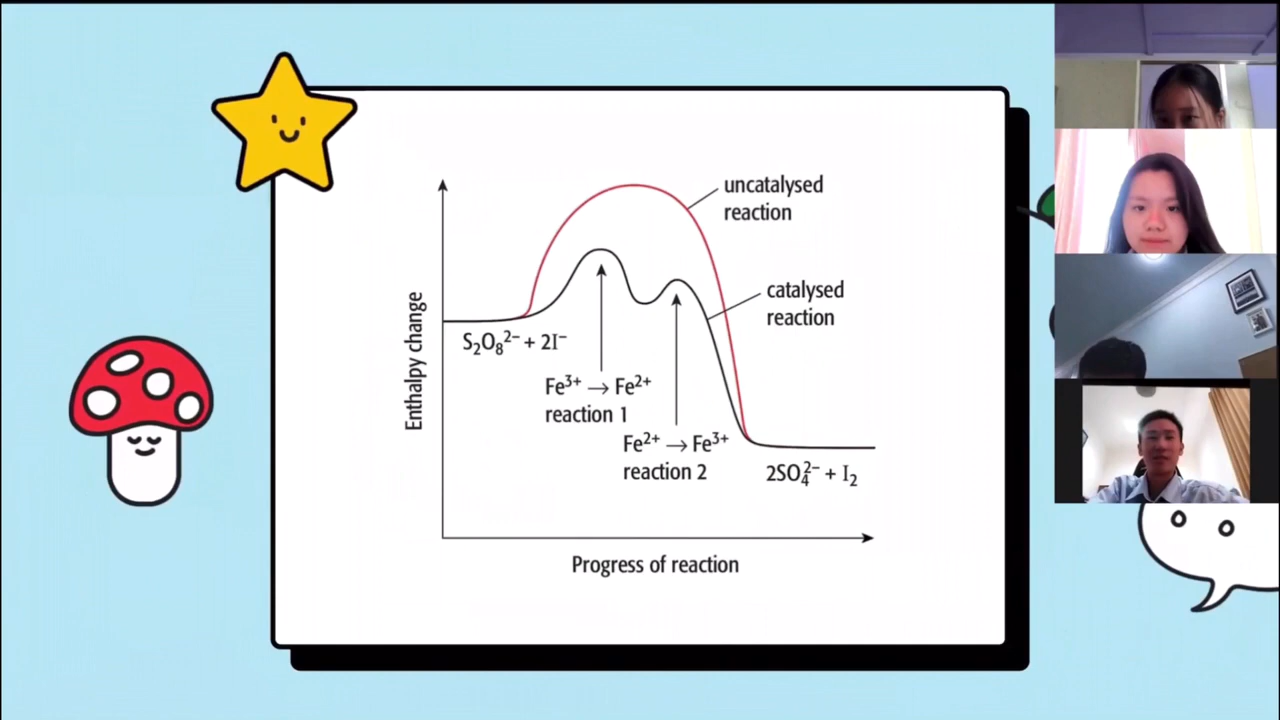 uncatalysed
reaction
catalysed
reaction
Enthalpy change
S₂O₈²⁻ + 2I⁻
Fe³⁺ → Fe²⁺
reaction 1
Fe²⁺ → Fe³⁺
reaction 2
2SO₄²⁻ + I₂
Progress of reaction